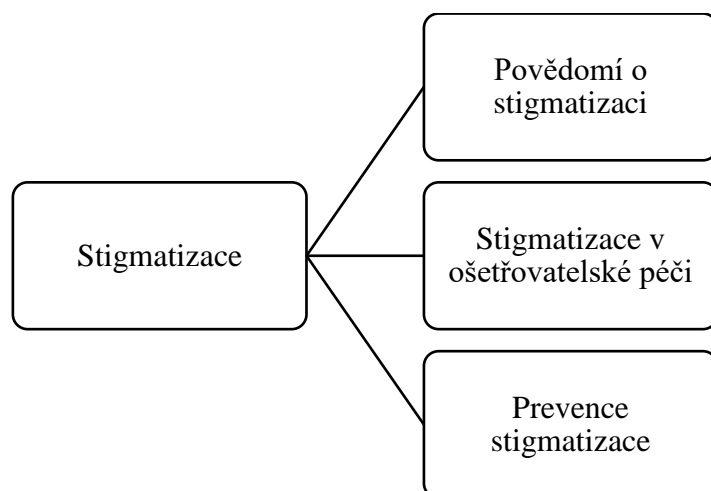 Povědomí o
stigmatizaci
Stigmatizace
Stigmatizace v
ošetřovatelské péči
Prevence
stigmatizace